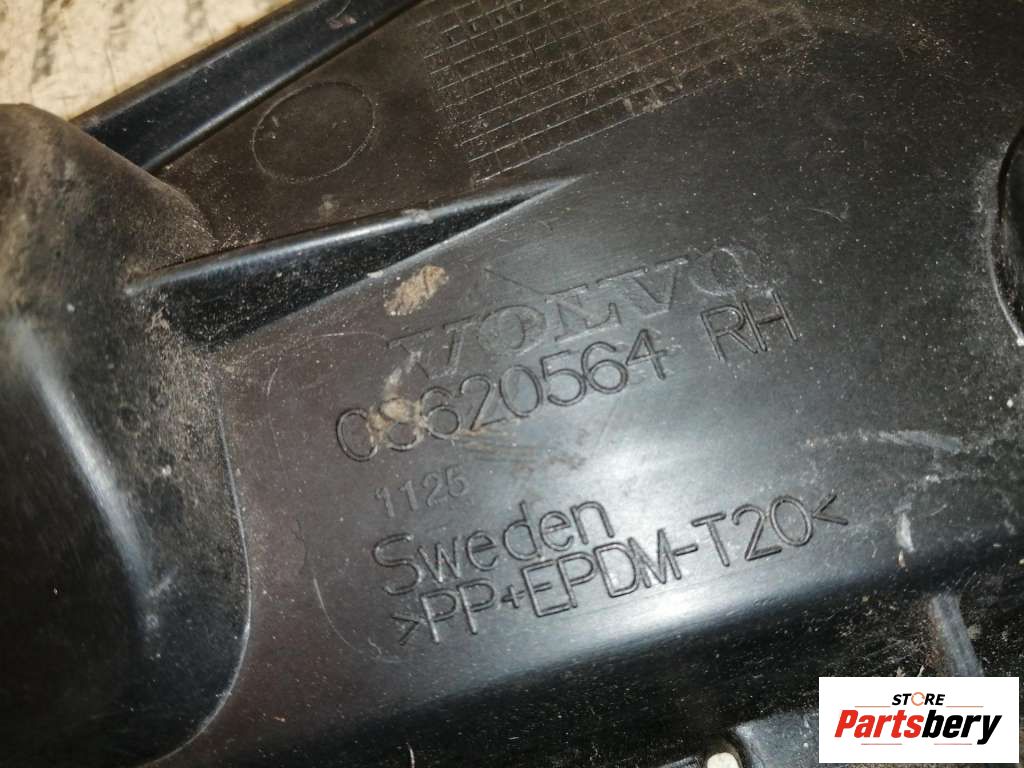 VOLVO
08620564 RH
1125
Sweden
>PP+EPDM-T20<
STORE
Partsbery